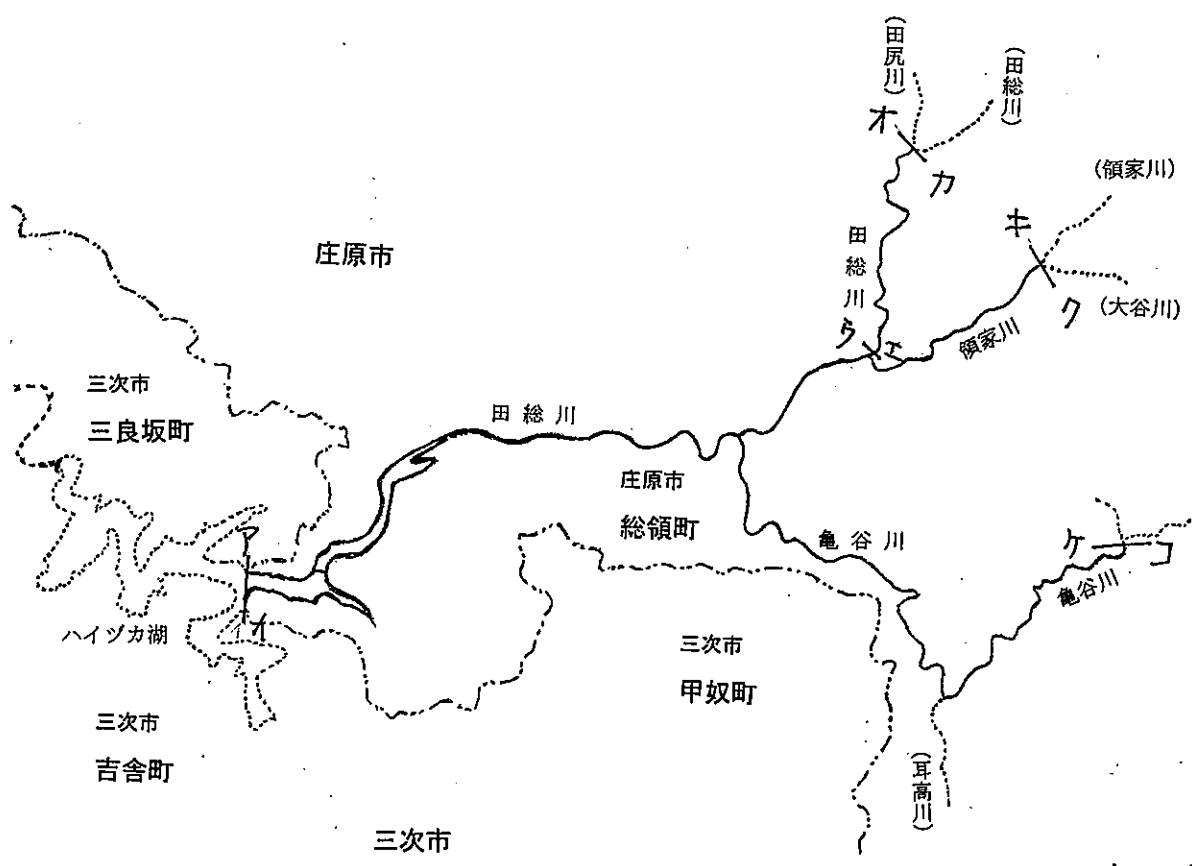 (田尻川)
(田総川)
オ
カ
(領家川)
キ
ク
(大谷川)
庄原市
田総川
ウ
エ
領家川
三次市
三良坂町
田総川
庄原市
総領町
亀谷川
ケ
コ
亀谷川
ア
イ
ハイヅカ湖
三次市
甲奴町
三次市
吉舎町
(耳高川)
三次市